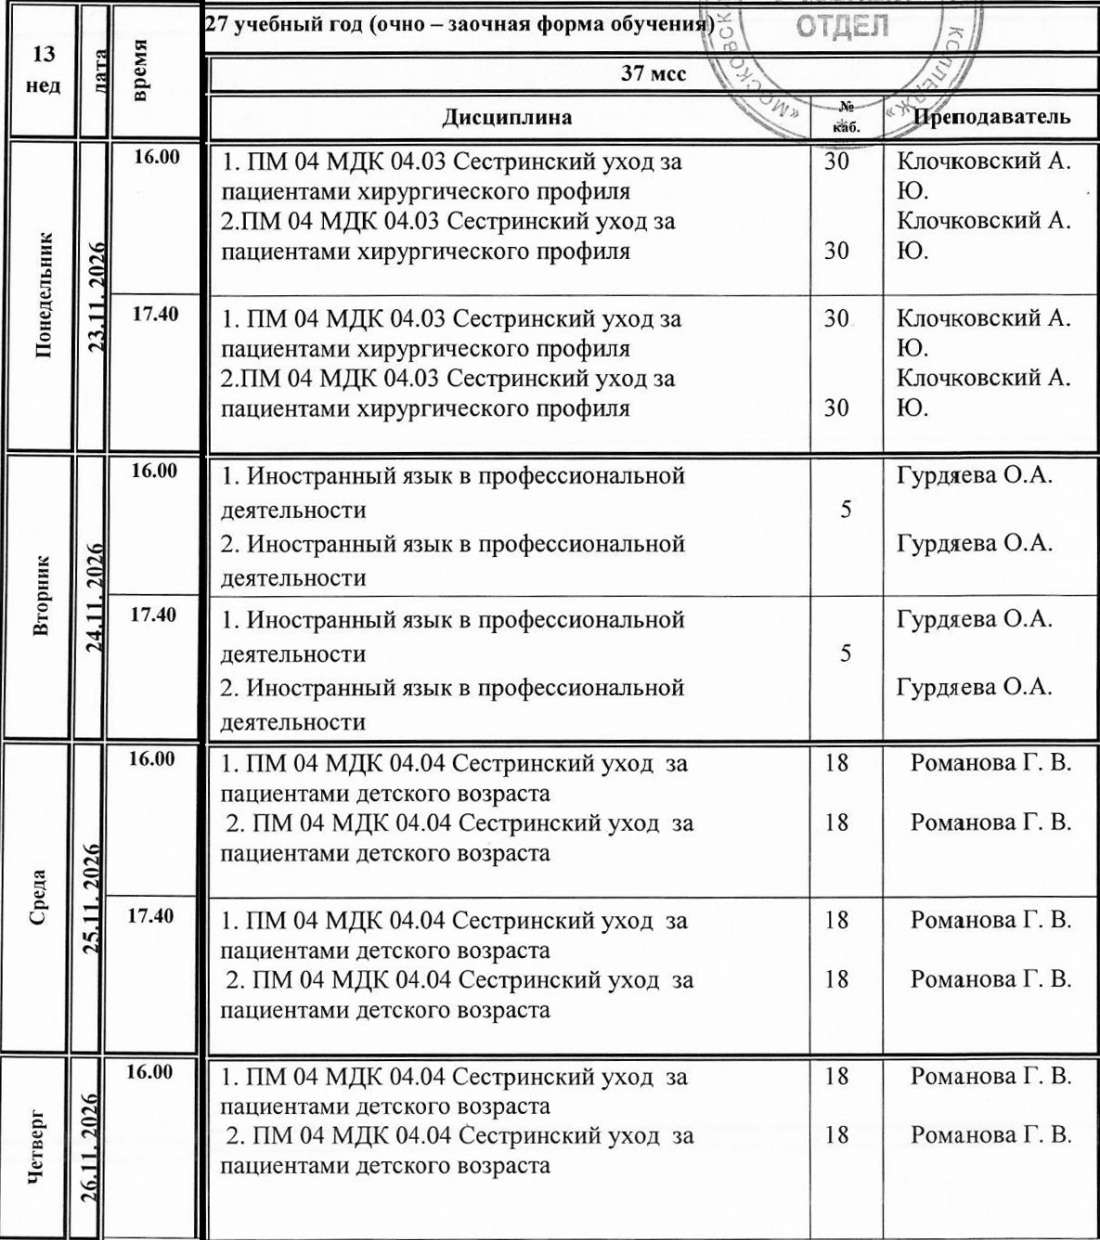 27 учебный год (очно – заочная форма обучения)
ОТДЕЛ
«МОСКОВСК
КОЛЛЕДЖ»
13 нед
дата
время
37 мсс
Дисциплина
№ каб.
Преподаватель
Понедельник
23.11. 2026
16.00
1. ПМ 04 МДК 04.03 Сестринский уход за
30
Клочковский А.
пациентами хирургического профиля
Ю.
2.ПМ 04 МДК 04.03 Сестринский уход за
Клочковский А.
пациентами хирургического профиля
30
Ю.
17.40
1. ПМ 04 МДК 04.03 Сестринский уход за
30
Клочковский А.
пациентами хирургического профиля
Ю.
2.ПМ 04 МДК 04.03 Сестринский уход за
Клочковский А.
пациентами хирургического профиля
30
Ю.
Вторник
24.11. 2026
16.00
1. Иностранный язык в профессиональной
Гурдяева О.А.
деятельности
5
2. Иностранный язык в профессиональной
Гурдяева О.А.
деятельности
17.40
1. Иностранный язык в профессиональной
Гурдяева О.А.
деятельности
5
2. Иностранный язык в профессиональной
Гурдяева О.А.
деятельности
Среда
25.11. 2026
16.00
1. ПМ 04 МДК 04.04 Сестринский уход за
18
Романова Г. В.
пациентами детского возраста
2. ПМ 04 МДК 04.04 Сестринский уход за
18
Романова Г. В.
пациентами детского возраста
17.40
1. ПМ 04 МДК 04.04 Сестринский уход за
18
Романова Г. В.
пациентами детского возраста
2. ПМ 04 МДК 04.04 Сестринский уход за
18
Романова Г. В.
пациентами детского возраста
Четверг
26.11. 2026
16.00
1. ПМ 04 МДК 04.04 Сестринский уход за
18
Романова Г. В.
пациентами детского возраста
2. ПМ 04 МДК 04.04 Сестринский уход за
18
Романова Г. В.
пациентами детского возраста